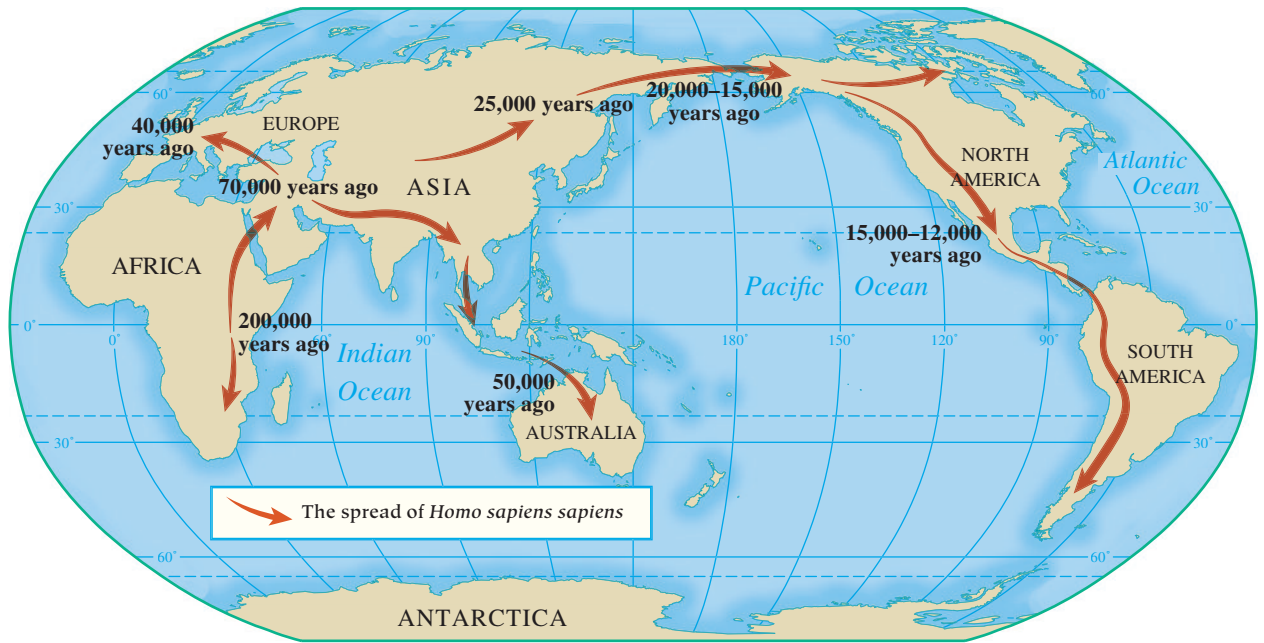 60°
60°
20,000–15,000
years ago
25,000 years ago
40,000
years ago
EUROPE
70,000 years ago
ASIA
NORTH
AMERICA
Atlantic
Ocean
30°
30°
15,000–12,000
years ago
AFRICA
Pacific Ocean
200,000
years ago
0°
0°
0°
60°
90°
180°
150°
120°
90°
Indian
Ocean
SOUTH
AMERICA
50,000
years ago
AUSTRALIA
30°
30°
The spread of Homo sapiens sapiens
60°
60°
ANTARCTICA